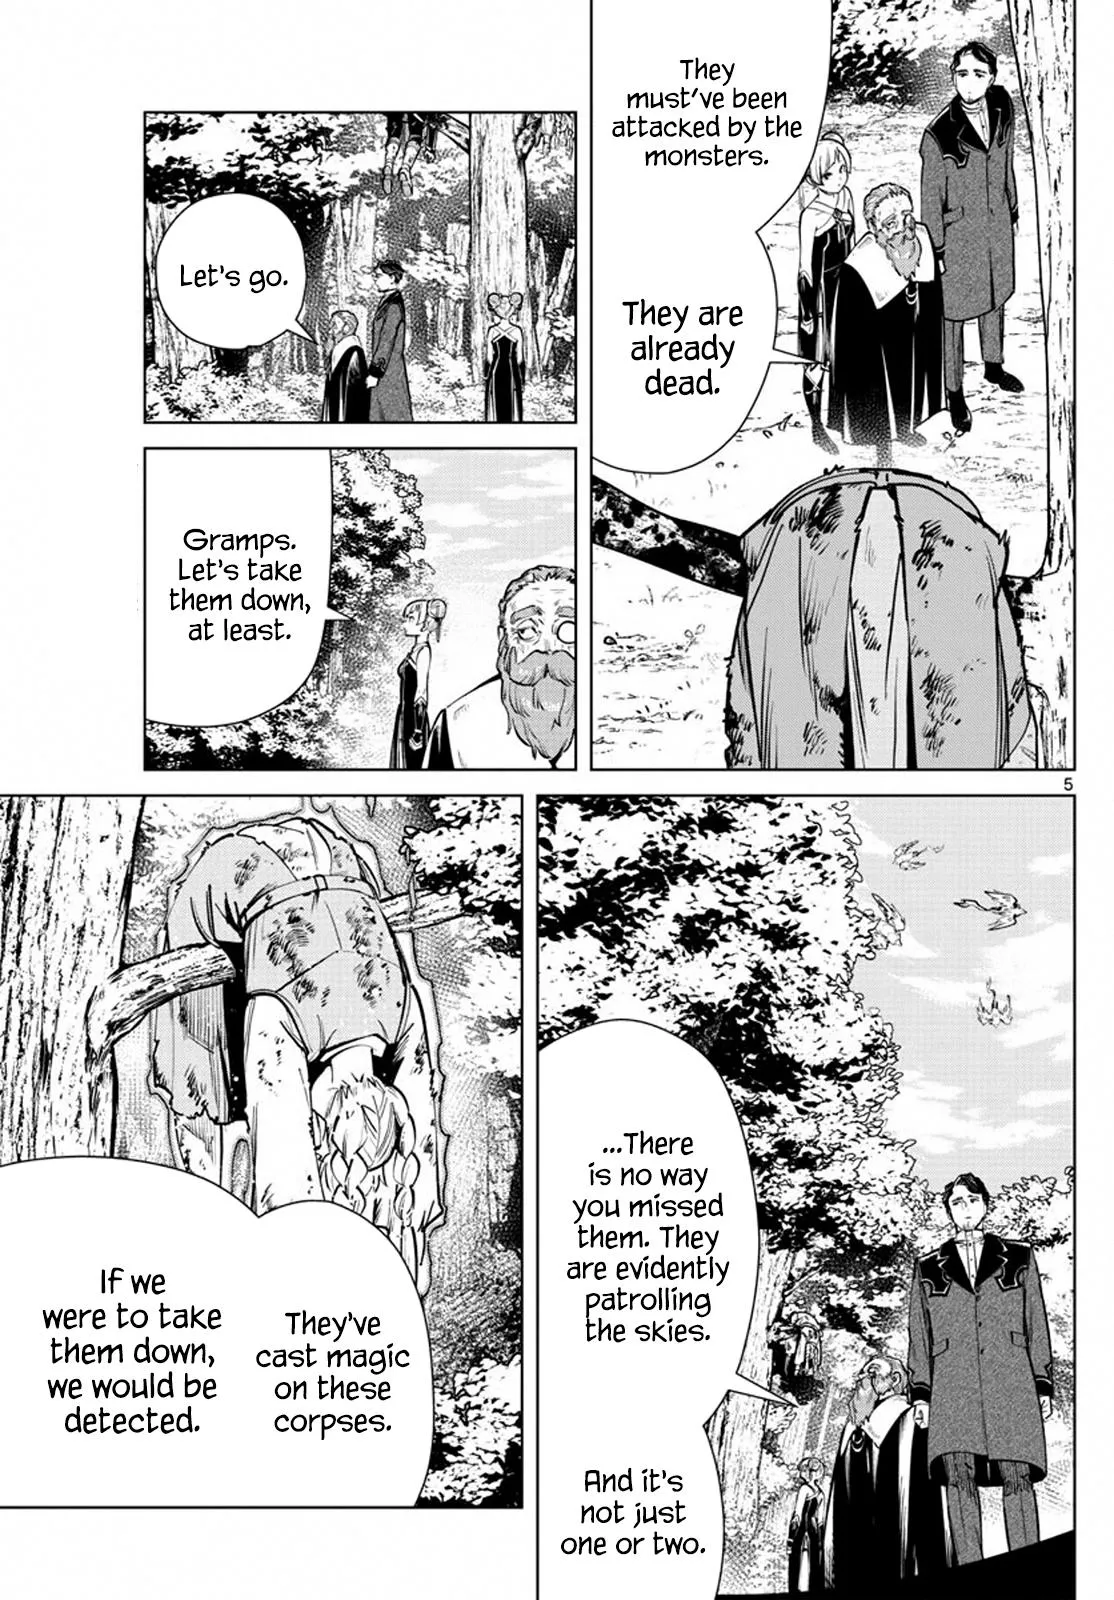 They
must've been
attacked by the
monsters.
They are
already
dead.
Let's go.
Gramps.
Let's take
them down,
at least.
5
...There
is no way
you missed
them. They
are evidently
patrolling
the skies.
And it's
not just
one or two.
They've
cast magic
on these
corpses.
If we
were to take
them down,
we would be
detected.